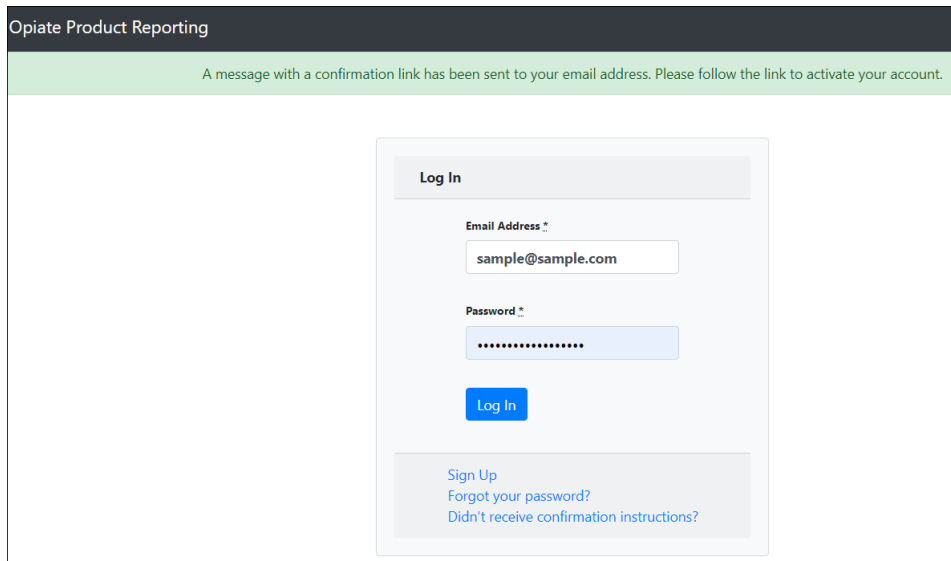 Opiate Product Reporting
A message with a confirmation link has been sent to your email address. Please follow the link to activate your account.
Log In
Email Address *
sample@sample.com
Password *
••••••••••••••••••
Log In
Sign Up
Forgot your password?
Didn't receive confirmation instructions?